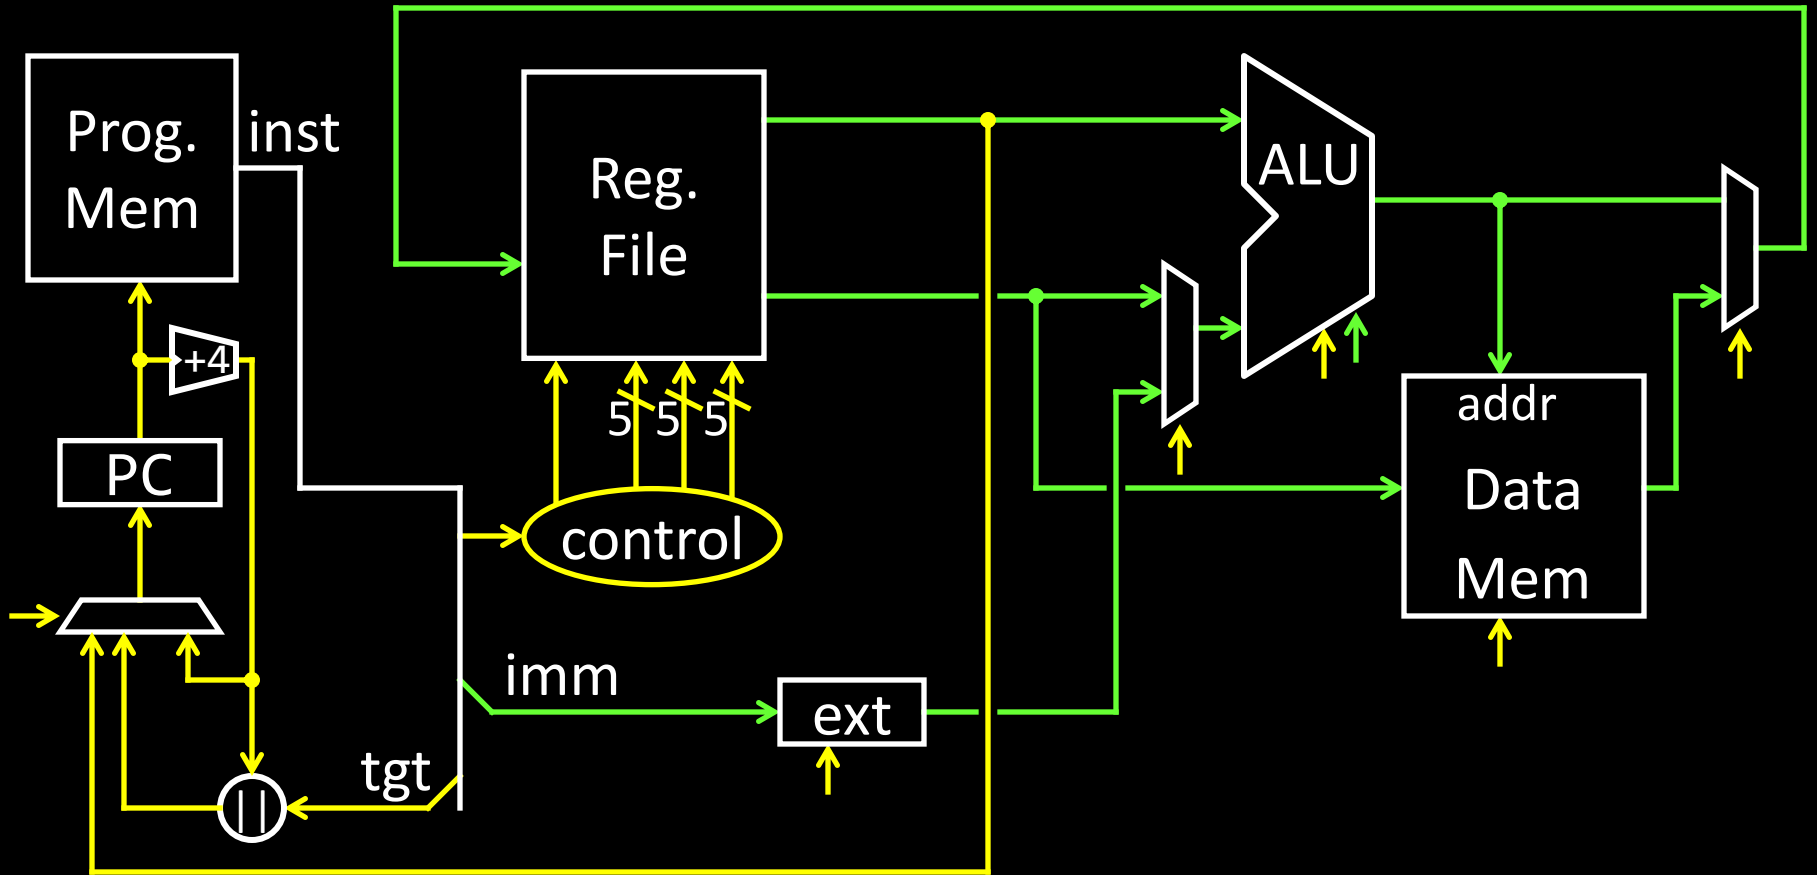 Prog.
Mem
inst
Reg.
File
ALU
+4
5 5 5
addr
PC
Data
control
Mem
imm
ext
tgt
||